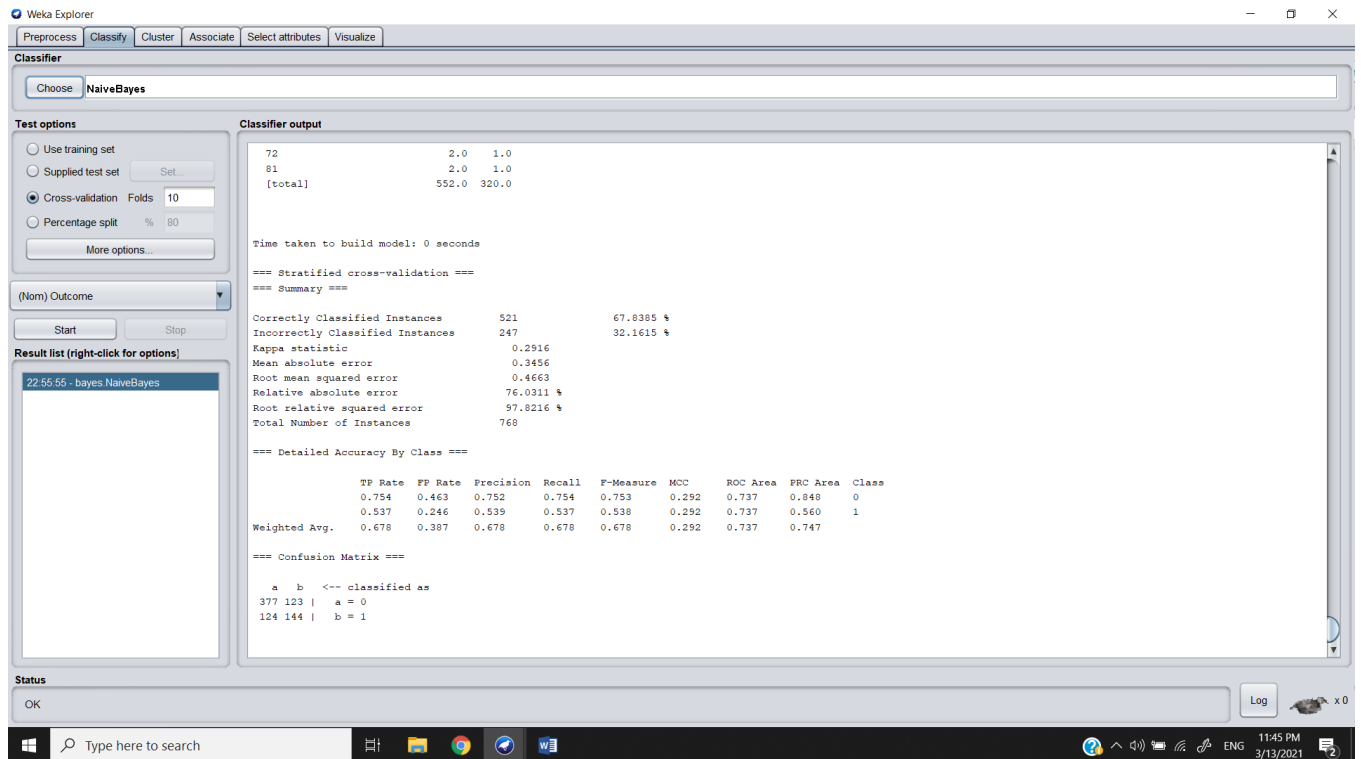 Weka Explorer
Preprocess Classify Cluster Associate Select attributes Visualize
Classifier
Choose NaiveBayes
Test options
Use training set
Supplied test set Set...
Cross-validation Folds 10
Percentage split % 80
More options...
(Nom) Outcome
Start Stop
Result list (right-click for options)
22:55:55 - bayes.NaiveBayes
Classifier output
72 2.0 1.0
81 2.0 1.0
[total] 552.0 320.0
Time taken to build model: 0 seconds
=== Stratified cross-validation ===
=== Summary ===
Correctly Classified Instances 521 67.8385 %
Incorrectly Classified Instances 247 32.1615 %
Kappa statistic 0.2916
Mean absolute error 0.3456
Root mean squared error 0.4663
Relative absolute error 76.0311 %
Root relative squared error 97.8216 %
Total Number of Instances 768
=== Detailed Accuracy By Class ===
TP Rate FP Rate Precision Recall F-Measure MCC ROC Area PRC Area Class
0.754 0.463 0.752 0.754 0.753 0.292 0.737 0.848 0
0.537 0.246 0.539 0.537 0.538 0.292 0.737 0.560 1
Weighted Avg. 0.678 0.387 0.678 0.678 0.678 0.292 0.737 0.747
=== Confusion Matrix ===
a b <-- classified as
377 123 | a = 0
124 144 | b = 1
Status
OK
Log
x 0
Type here to search
ENG
11:45 PM
3/13/2021
2